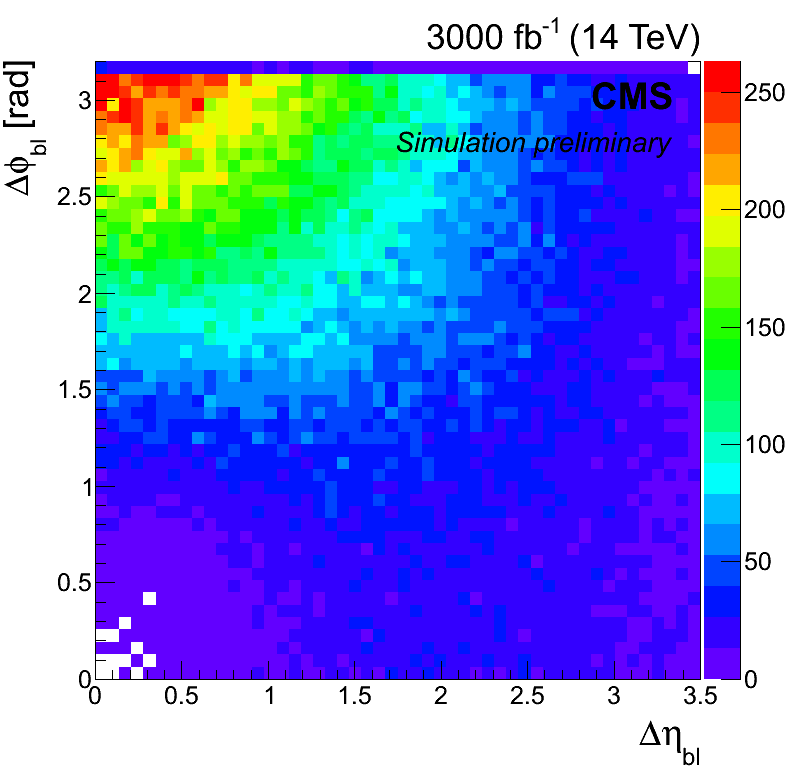 3000 fb⁻¹ (14 TeV)
CMS
Simulation preliminary
Δϕbl [rad]
3
2.5
2
1.5
1
0.5
0
250
200
150
100
50
0
0 0.5 1 1.5 2 2.5 3 3.5
Δηbl